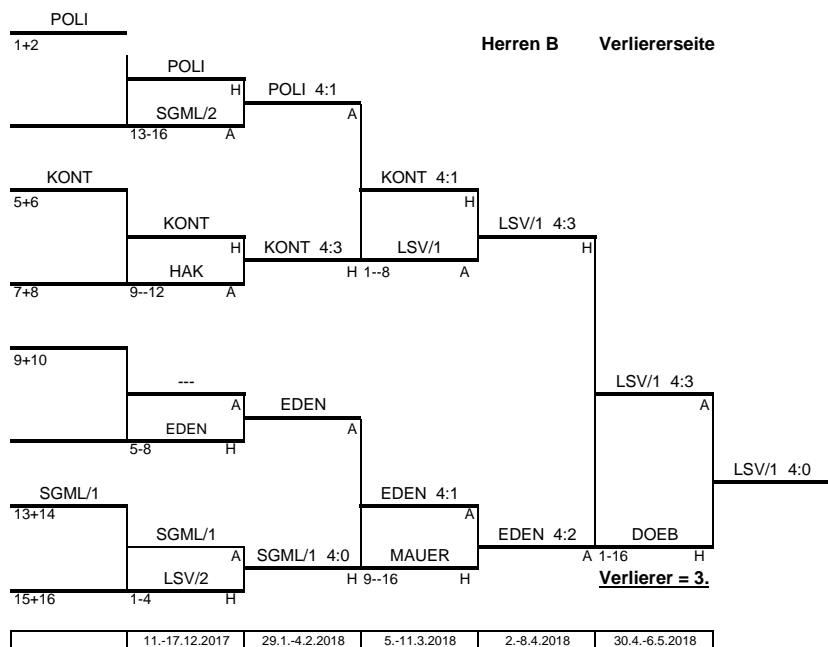 POLI
1+2
Herren B Verliererseite
POLI
H
POLI 4:1
SGML/2
A
13-16 A
KONT
KONT 4:1
5+6
H
KONT
LSV/1 4:3
H
KONT 4:3
LSV/1
H
HAK
H 1--8 A
7+8
9--12 A
9+10
---
LSV/1 4:3
A
EDEN
A
EDEN
A
5-8 H
LSV/1 4:0
SGML/1
EDEN 4:1
13+14
A
SGML/1
EDEN 4:2
DOEB
A
SGML/1 4:0
MAUER
A 1-16 H
LSV/2
H 9--16 H
Verlierer = 3.
15+16
1-4 H
11.-17.12.2017 29.1.-4.2.2018 5.-11.3.2018 2.-8.4.2018 30.4.-6.5.2018